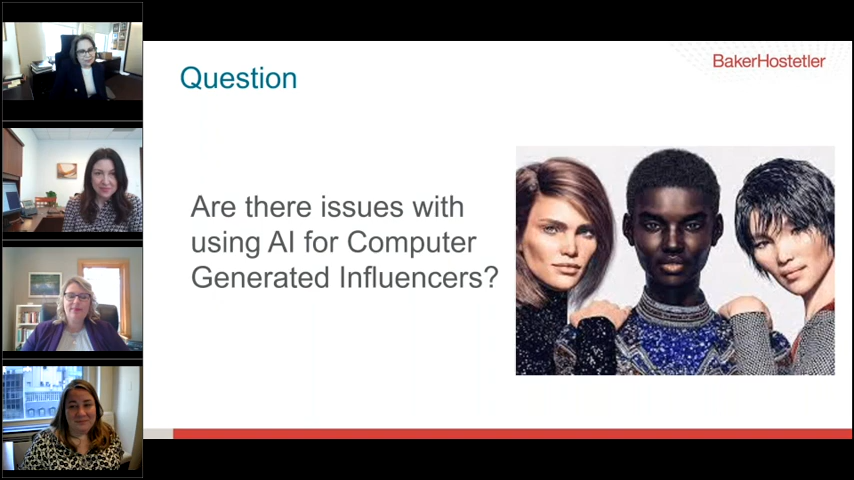 Question
BakerHostetler
Are there issues with
using AI for Computer
Generated Influencers?